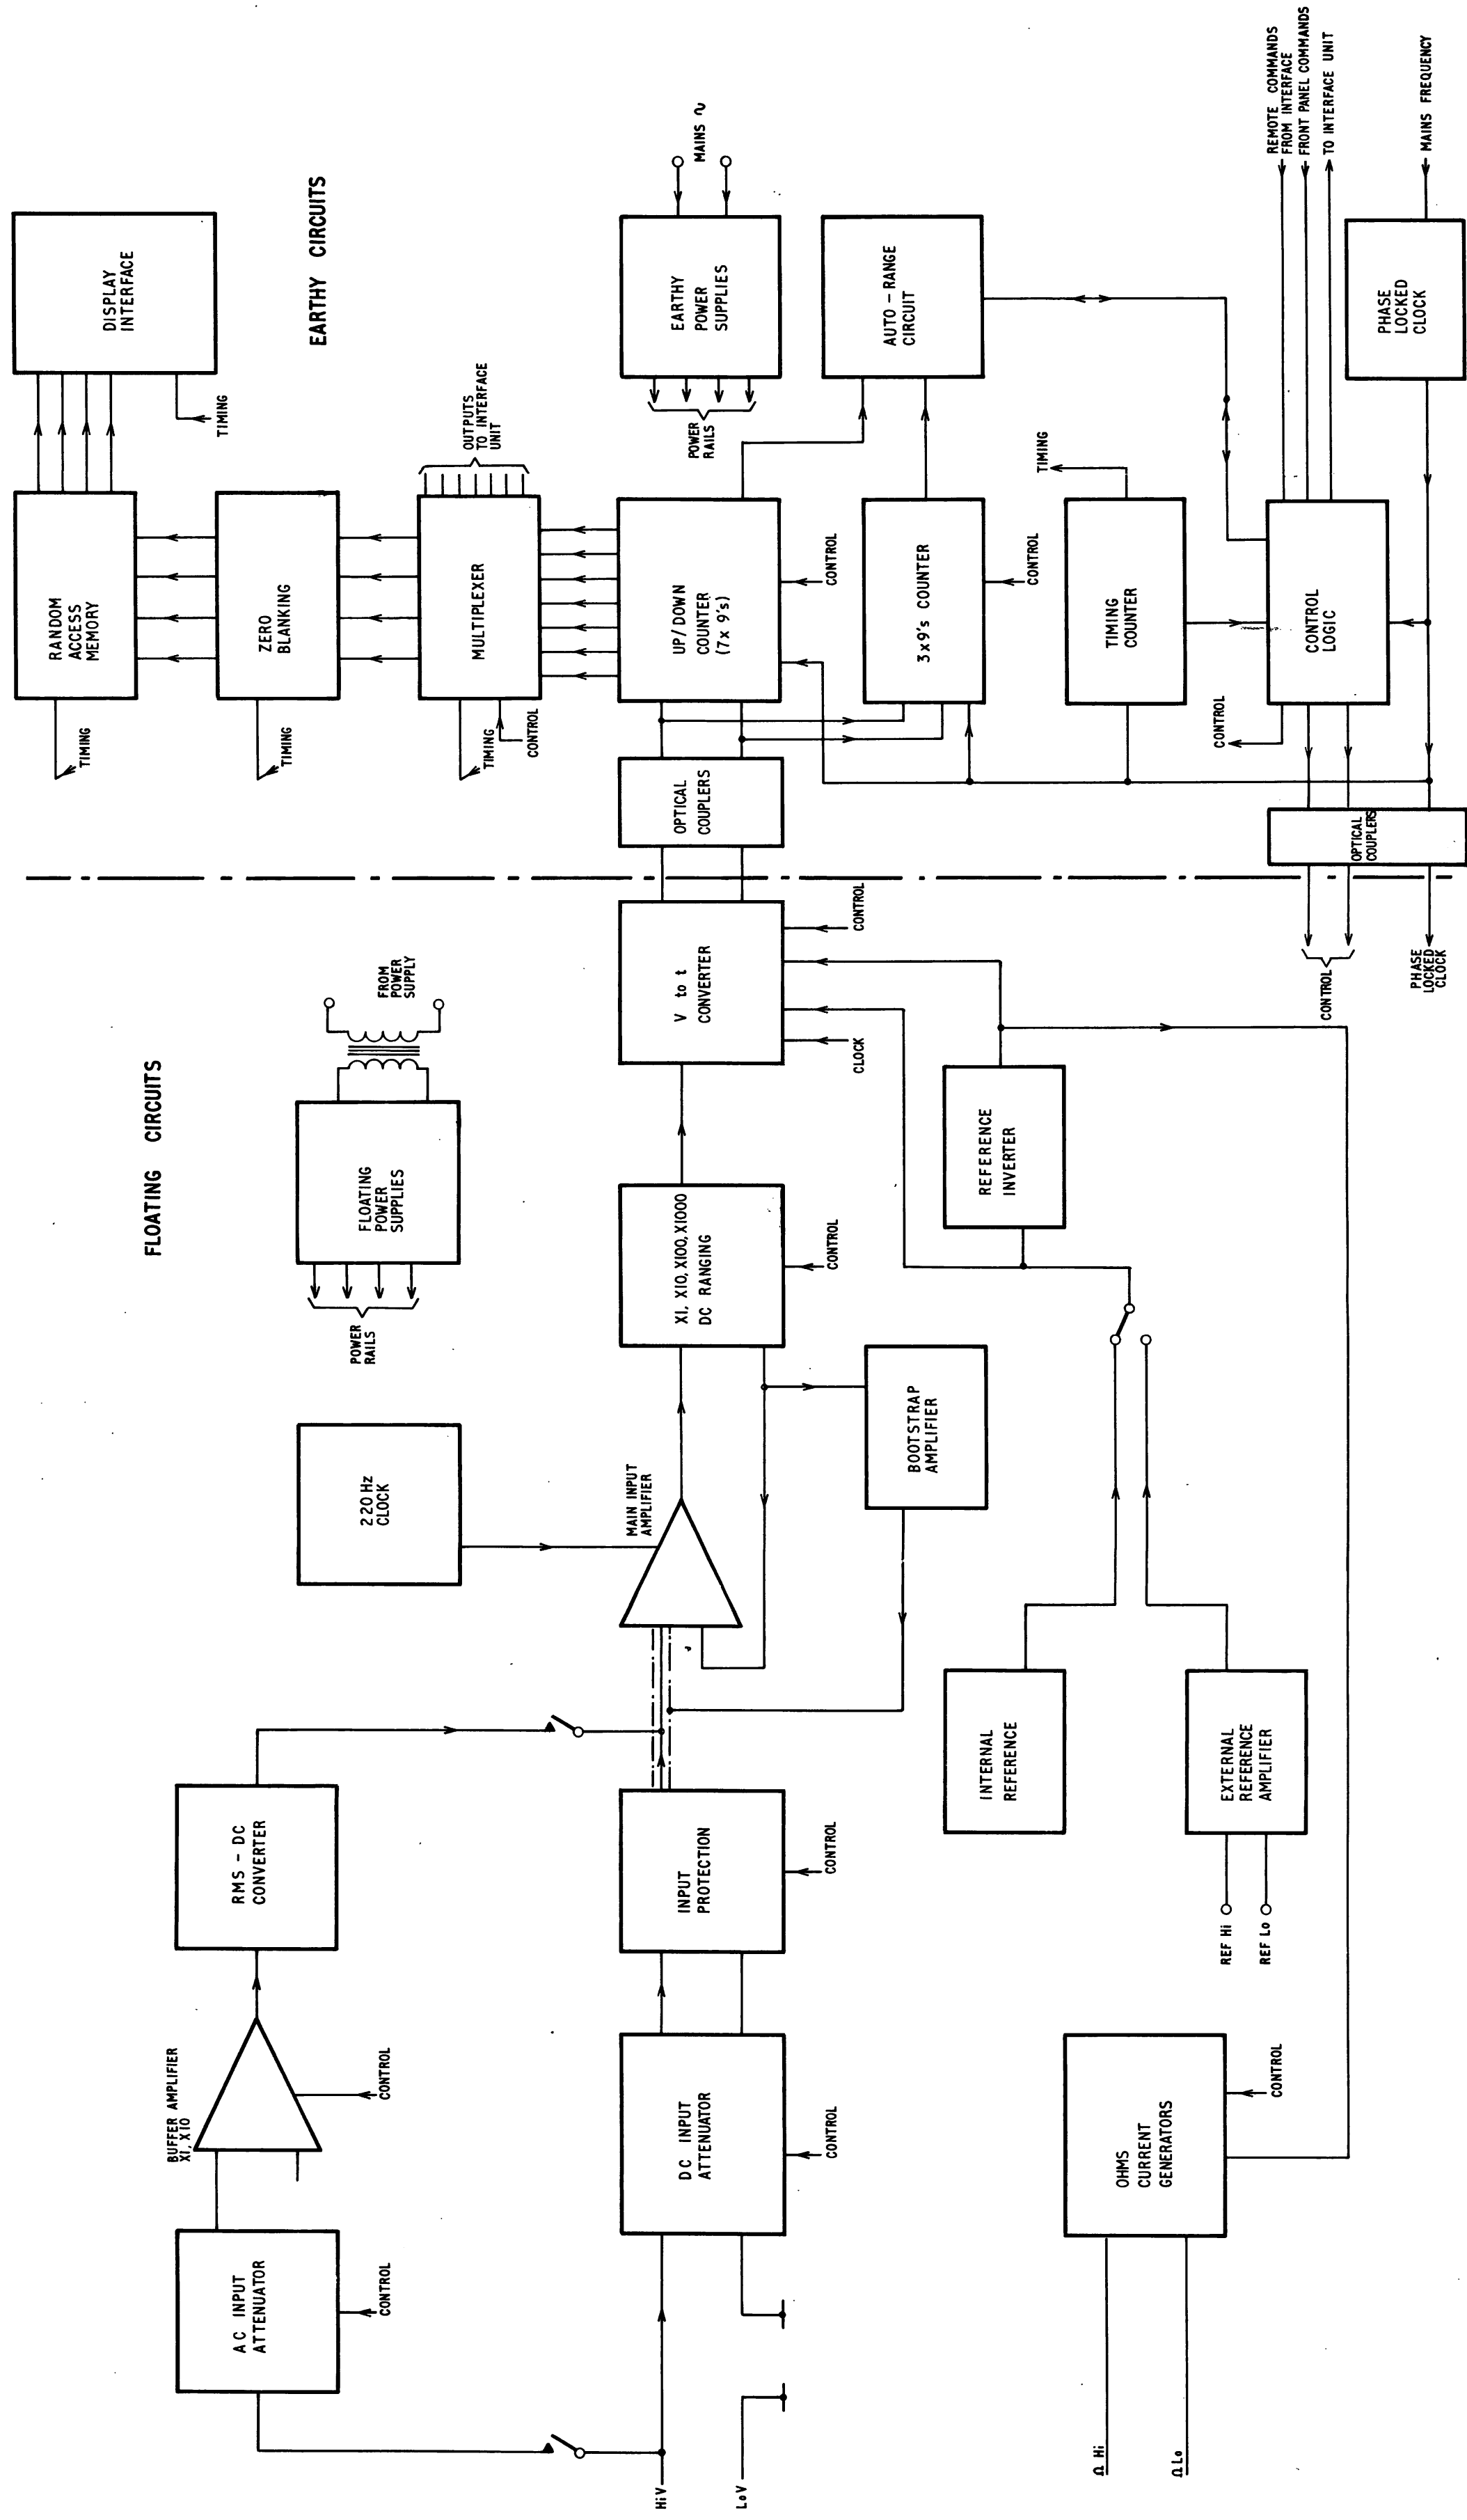 FLOATING CIRCUITS
EARTHY CIRCUITS
AC INPUT
ATTENUATOR
CONTROL
BUFFER AMPLIFIER
X1, X10
CONTROL
RMS - DC
CONVERTER
220Hz
CLOCK
POWER
RAILS
FLOATING
POWER
SUPPLIES
FROM
POWER
SUPPLY
HiV
LoV
DC INPUT
ATTENUATOR
CONTROL
INPUT
PROTECTION
CONTROL
MAIN INPUT
AMPLIFIER
X1, X10, X100, X1000
DC RANGING
CONTROL
V to t
CONVERTER
CLOCK
CONTROL
BOOTSTRAP
AMPLIFIER
Ω Hi
Ω Lo
OHMS
CURRENT
GENERATORS
CONTROL
REF Hi
REF Lo
INTERNAL
REFERENCE
EXTERNAL
REFERENCE
AMPLIFIER
REFERENCE
INVERTER
CONTROL
PHASE
LOCKED
CLOCK
OPTICAL
COUPLERS
OPTICAL
COUPLERS
TIMING
RANDOM
ACCESS
MEMORY
DISPLAY
INTERFACE
TIMING
TIMING
ZERO
BLANKING
TIMING
CONTROL
MULTIPLEXER
OUTPUTS
TO INTERFACE
UNIT
UP/DOWN
COUNTER
(7x 9's)
CONTROL
POWER
RAILS
EARTHY
POWER
SUPPLIES
MAINS ∿
3x9's COUNTER
CONTROL
AUTO - RANGE
CIRCUIT
TIMING
COUNTER
TIMING
CONTROL
CONTROL
LOGIC
REMOTE COMMANDS
FROM INTERFACE
FRONT PANEL COMMANDS
TO INTERFACE UNIT
PHASE
LOCKED
CLOCK
MAINS FREQUENCY